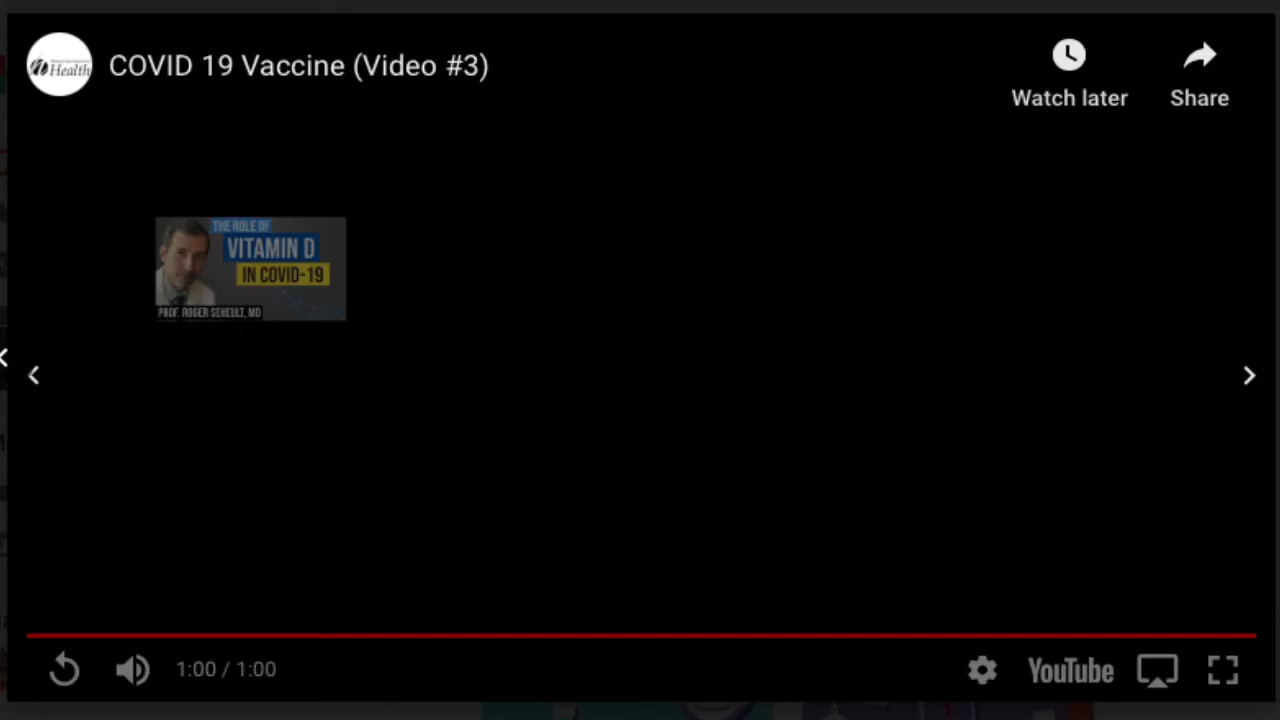 Health
COVID 19 Vaccine (Video #3)
Watch later
Share
THE ROLE OF
VITAMIN D
IN COVID-19
PROF. ROGER SEHEULT, MD
1:00 / 1:00
YouTube